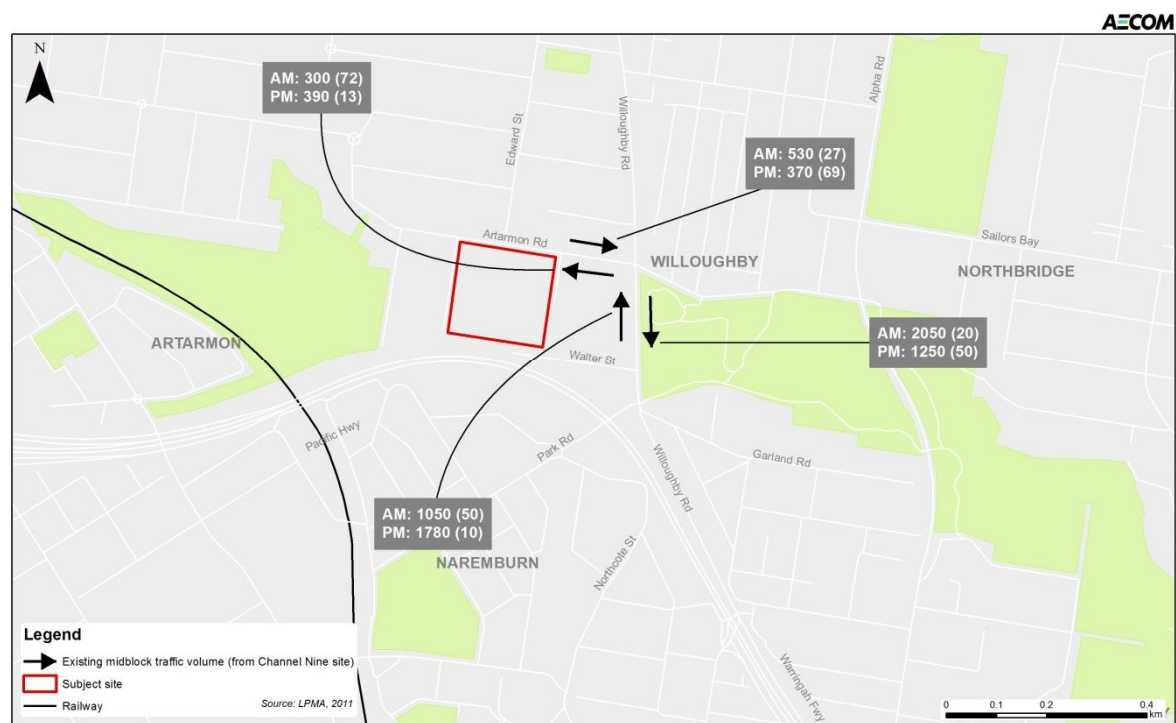 AECOM
N
AM: 300 (72)
PM: 390 (13)
Edward St
Willoughby Rd
Alpha Rd
AM: 530 (27)
PM: 370 (69)
Artarmon Rd
Sailors Bay
WILLOUGHBY
NORTHBRIDGE
ARTARMON
AM: 2050 (20)
PM: 1250 (50)
Walter St
Pacific Hwy
Park Rd
Willoughby Rd
Garland Rd
AM: 1050 (50)
PM: 1780 (10)
NAREMBURN
Northcote St
Warringah Fwy
Legend
Existing midblock traffic volume (from Channel Nine site)
Subject site
Railway
Source: LPMA, 2011
0 0.1 0.2 0.4
km